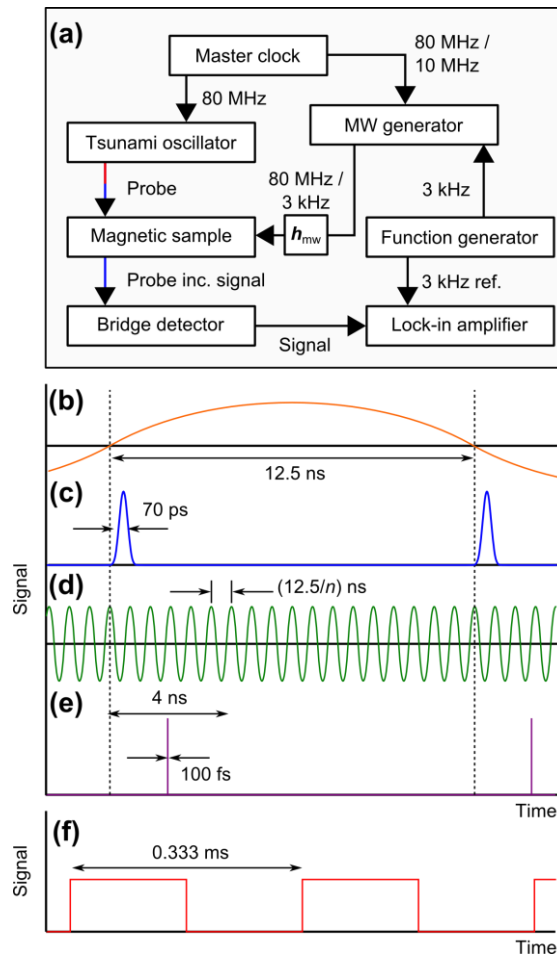 (a)
Master clock
80 MHz /
10 MHz
80 MHz
Tsunami oscillator
MW generator
Probe
80 MHz /
3 kHz
3 kHz
Magnetic sample
hmw
Function generator
Probe inc. signal
3 kHz ref.
Bridge detector
Signal
Lock-in amplifier
(b)
12.5 ns
(c)
70 ps
(d)
(12.5/n) ns
Signal
(e)
4 ns
100 fs
Time
(f)
Signal
0.333 ms
Time